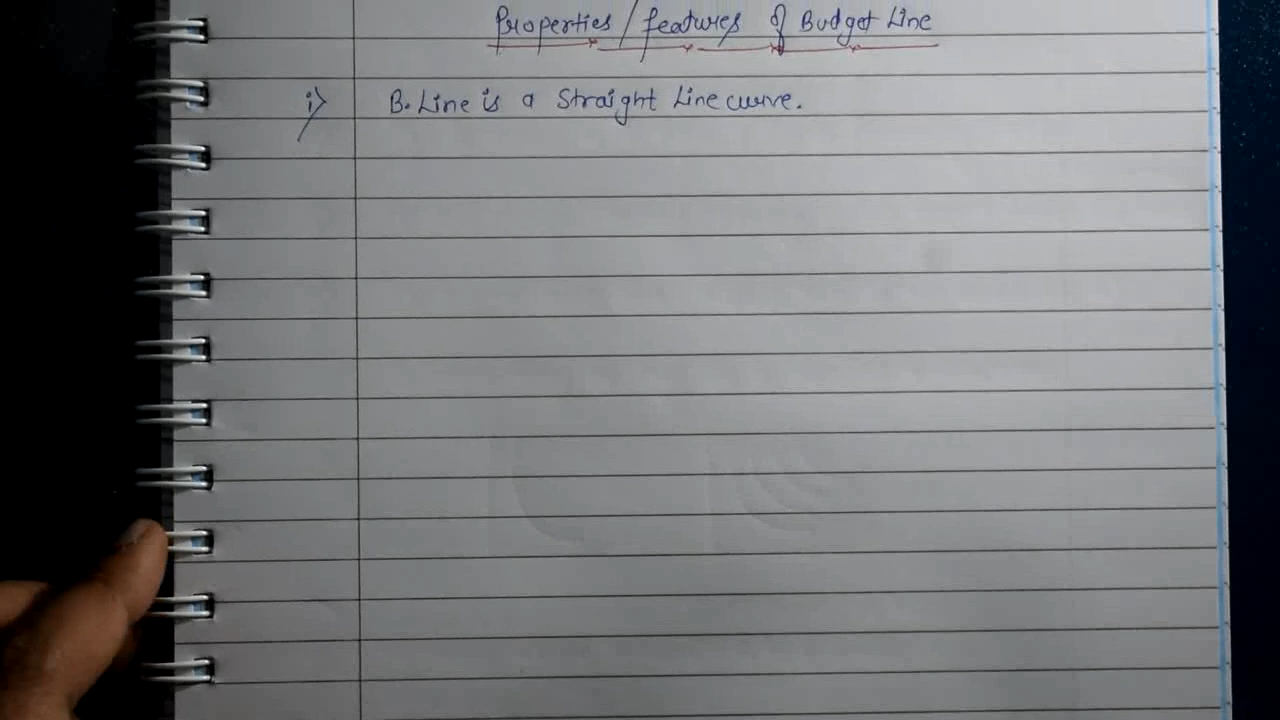 Properties / features of Budget Line
i> B. Line is a Straight Line curve.